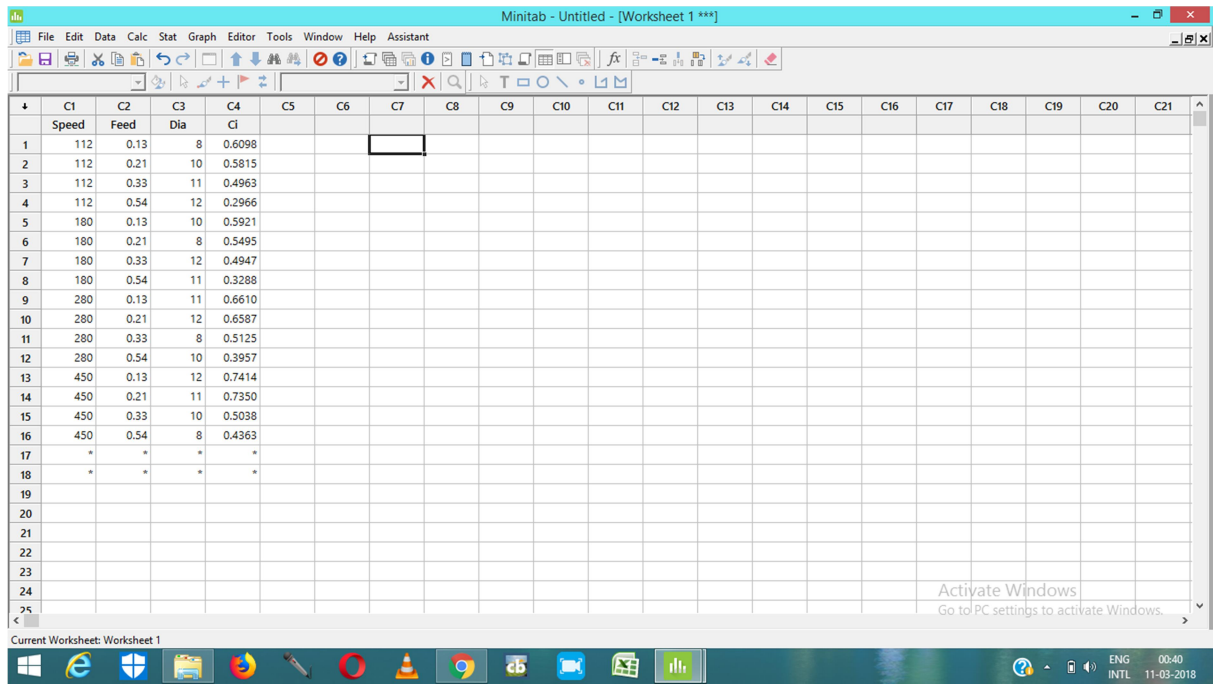 Minitab - Untitled - [Worksheet 1 ***]
File Edit Data Calc Stat Graph Editor Tools Window Help Assistant
C1 C2 C3 C4 C5 C6 C7 C8 C9 C10 C11 C12 C13 C14 C15 C16 C17 C18 C19 C20 C21
Speed Feed Dia Ci
1 112 0.13 8 0.6098
2 112 0.21 10 0.5815
3 112 0.33 11 0.4963
4 112 0.54 12 0.2966
5 180 0.13 10 0.5921
6 180 0.21 8 0.5495
7 180 0.33 12 0.4947
8 180 0.54 11 0.3288
9 280 0.13 11 0.6610
10 280 0.21 12 0.6587
11 280 0.33 8 0.5125
12 280 0.54 10 0.3957
13 450 0.13 12 0.7414
14 450 0.21 11 0.7350
15 450 0.33 10 0.5038
16 450 0.54 8 0.4363
17 * * * *
18 * * * *
19
20
21
22
23
24
25
Activate Windows
Go to PC settings to activate Windows.
Current Worksheet: Worksheet 1
ENG 00:40
INTL 11-03-2018